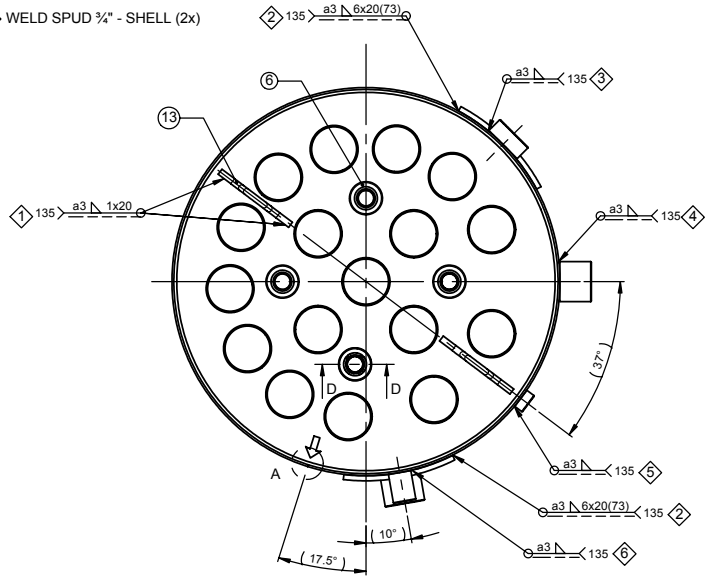 WELD SPUD ¾" - SHELL (2x)
2 135 a3 6x20(73)
6
a3 135 3
13
1 135 a3 1x20
a3 135 4
( 37° )
D D
a3 135 5
A
a3 6x20(73) 135 2
( 10° )
a3 135 6
( 17.5° )